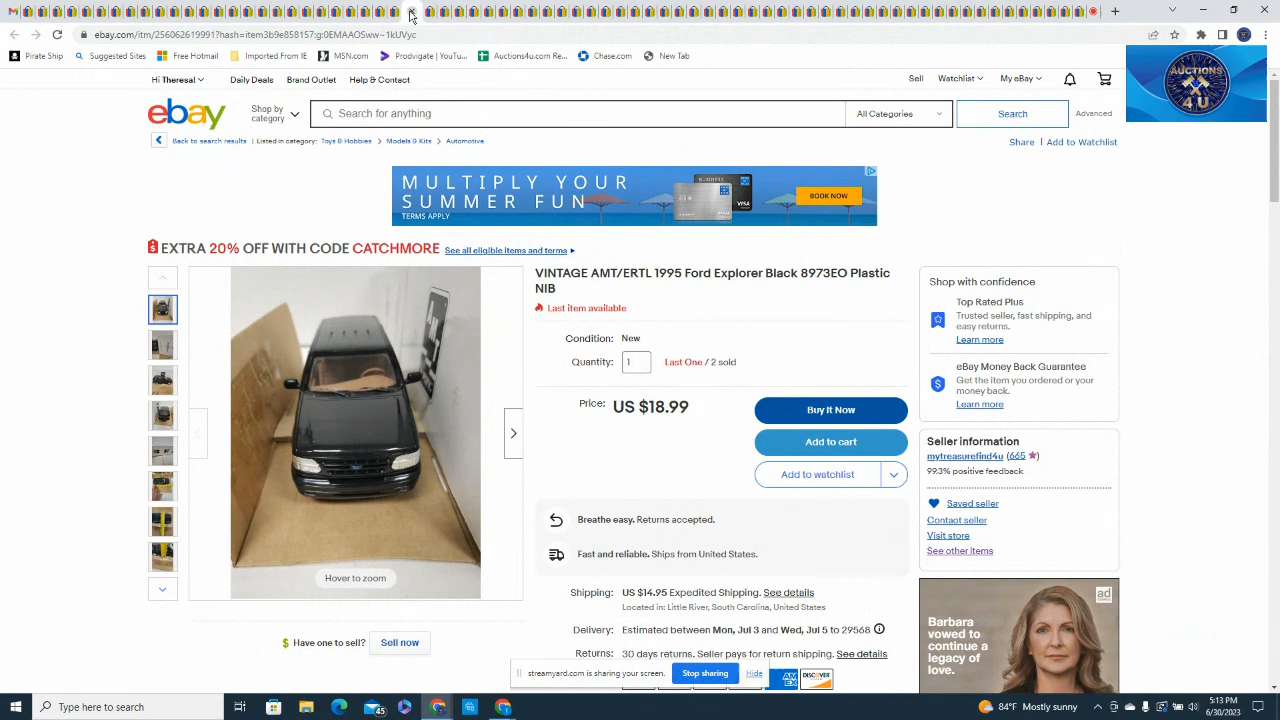 ebay.com/itm/256062619991?hash=item3b9e858157:g:0EMAAOSww~1kUVyc
Pirate Ship Suggested Sites Free Hotmail Imported From IE MSN.com Prodvigate | YouTu... Auctions4u.com Re... Chase.com New Tab
Hi Theresa! Daily Deals Brand Outlet Help & Contact Sell Watchlist My eBay
AUCTIONS
4 U
ebay Shop by category Search for anything All Categories Search Advanced
Back to search results | Listed in category: Toys & Hobbies > Models & Kits > Automotive Share | Add to Watchlist
MULTIPLY YOUR
SUMMER FUN
TERMS APPLY
BUSINESS
VISA
BOOK NOW
EXTRA 20% OFF WITH CODE CATCHMORE See all eligible items and terms ▸
VINTAGE AMT/ERTL 1995 Ford Explorer Black 8973EO Plastic
NIB
Last item available
Condition: New
Quantity: 1 Last One / 2 sold
Price: US $18.99
Buy It Now
Add to cart
Add to watchlist
Breathe easy. Returns accepted.
Fast and reliable. Ships from United States.
Shipping: US $14.95 Expedited Shipping. See details
Located in: Little River, South Carolina, United States
Delivery: Estimated between Mon, Jul 3 and Wed, Jul 5 to 29568
Returns: 30 days returns. Seller pays for return shipping. See details
Hover to zoom
Have one to sell? Sell now
Shop with confidence
Top Rated Plus
Trusted seller, fast shipping, and
easy returns.
Learn more
eBay Money Back Guarantee
Get the item you ordered or your
money back.
Learn more
Seller information
mytreasurefind4u (665 )
99.3% positive feedback
Saved seller
Contact seller
Visit store
See other items
ad
Barbara
vowed to
continue a
legacy of
love.
streamyard.com is sharing your screen. Stop sharing Hide
AM
EX
DISCOVER
Type here to search 84°F Mostly sunny 5:13 PM
6/30/2023